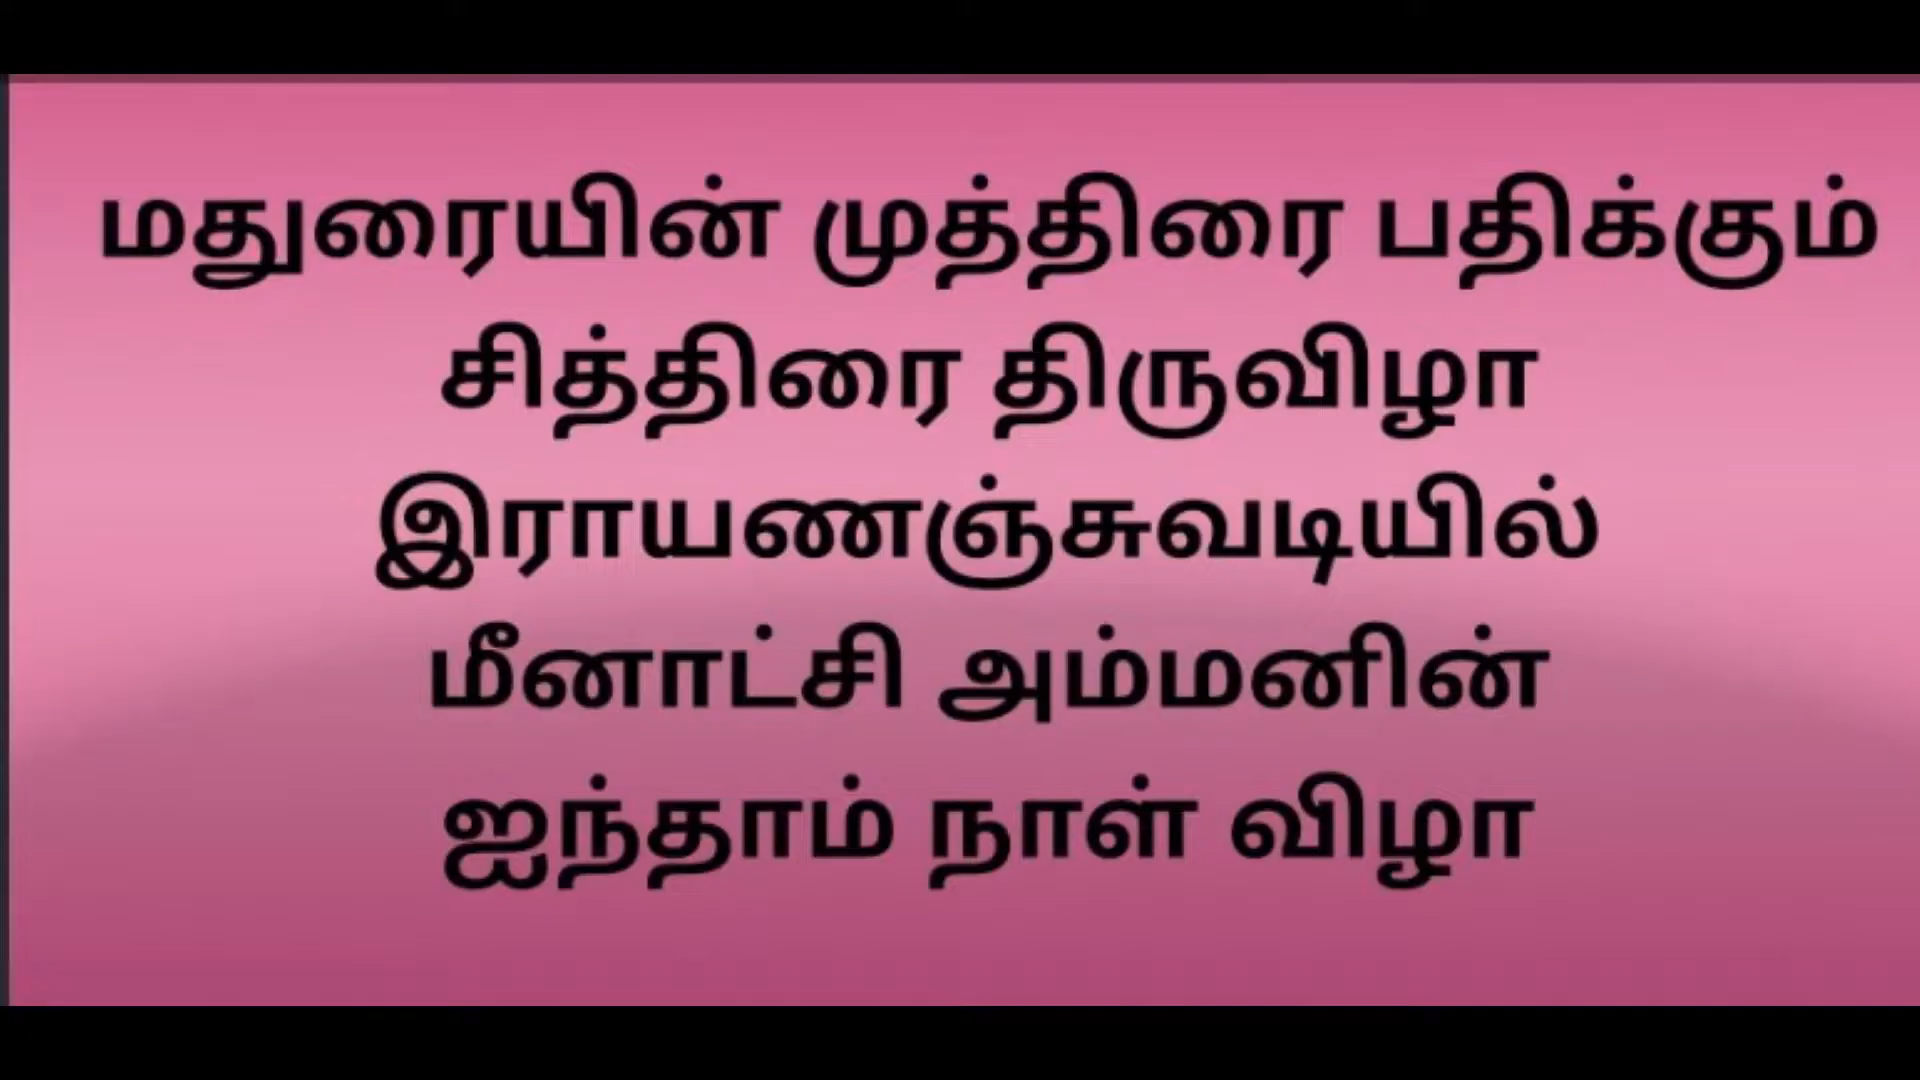 மதுரையின் முத்திரை பதிக்கும்
சித்திரை திருவிழா
இராயணஞ்சுவடியில்
மீனாட்சி அம்மனின்
ஐந்தாம் நாள் விழா